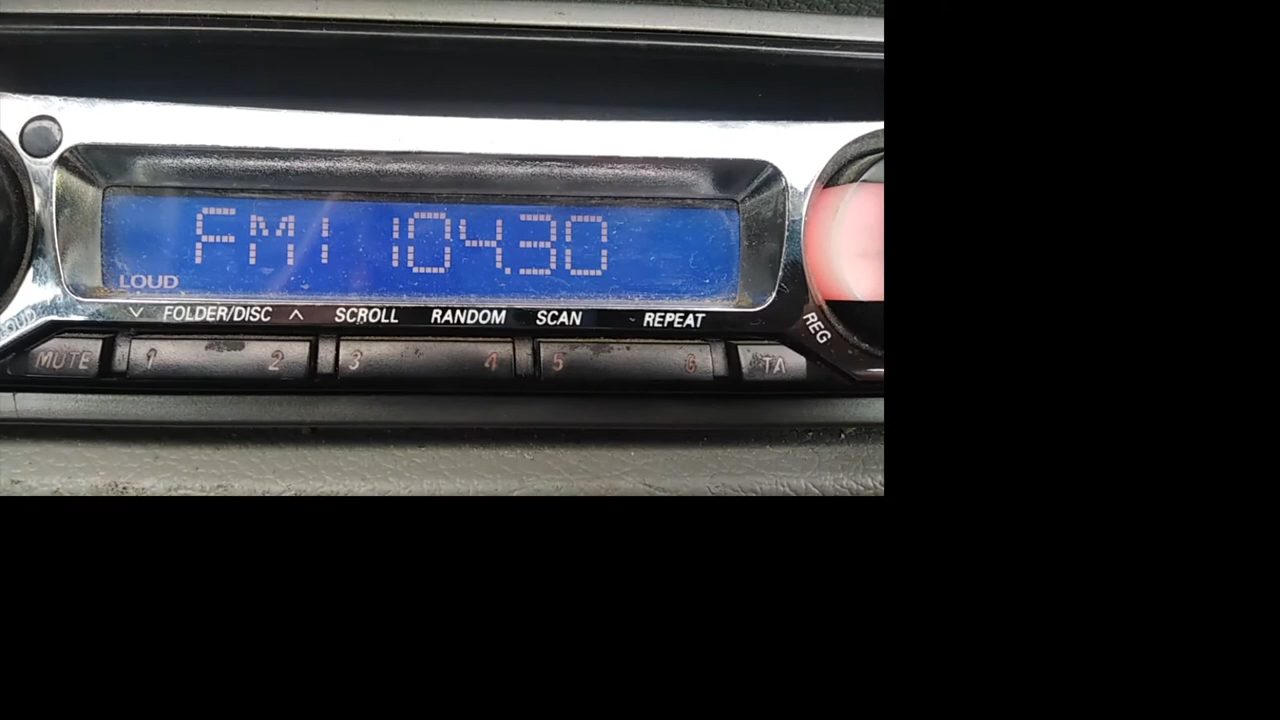 FM1 104.30
LOUD
LOUD
∨ FOLDER/DISC ∧ SCROLL RANDOM SCAN REPEAT
REG
MUTE 1 2 3 4 5 6 TA